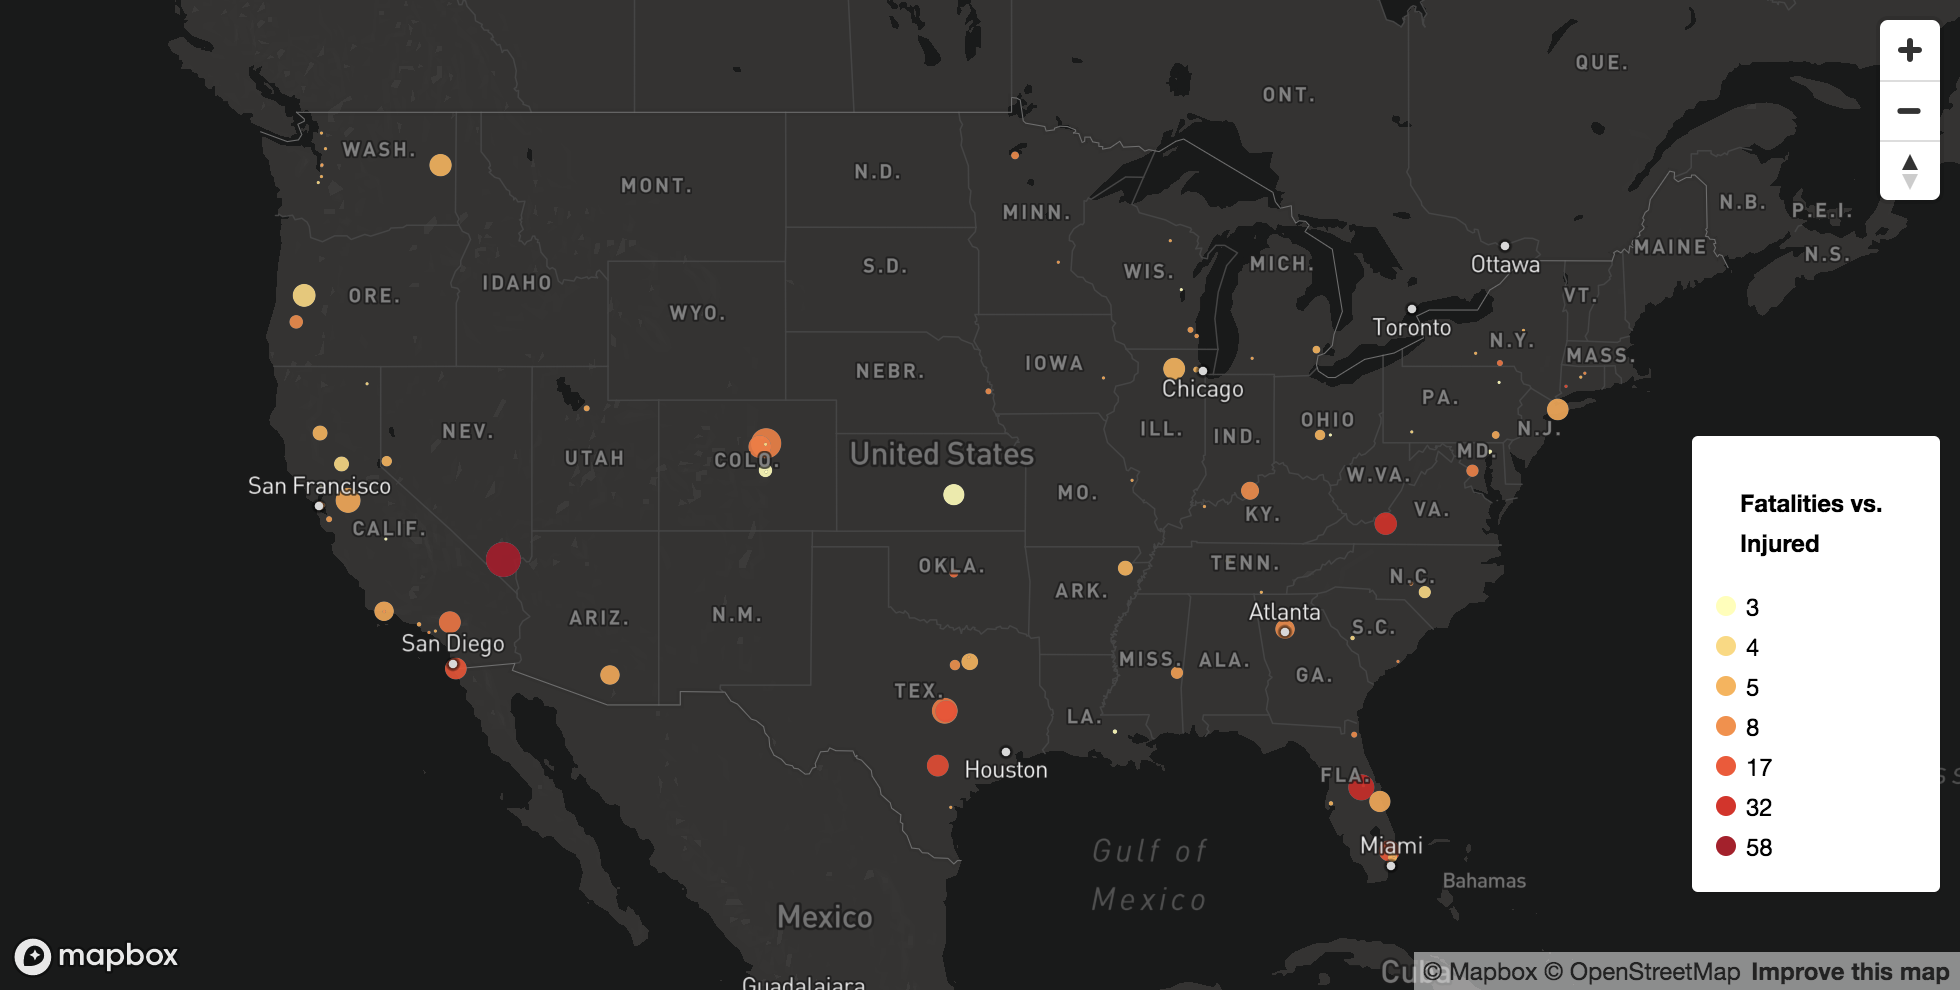 QUE.
ONT.
WASH.
MONT.
N.D.
MINN.
N.B.
P.E.I.
MAINE
N.S.
Ottawa
S.D.
WIS.
MICH.
IDAHO
ORE.
VT.
WYO.
Toronto
N.Y.
MASS.
IOWA
NEBR.
Chicago
PA.
OHIO
N.J.
ILL.
IND.
NEV.
UTAH
COLO.
United States
MD.
W.VA.
San Francisco
MO.
KY.
VA.
CALIF.
OKLA.
TENN.
N.C.
ARK.
ARIZ.
N.M.
Atlanta
S.C.
San Diego
MISS.
ALA.
GA.
TEX.
LA.
Houston
FLA.
Miami
Gulf of
Mexico
Bahamas
Mexico
Guadalajara
Cuba
Fatalities vs.
Injured
3
4
5
8
17
32
58
mapbox
© Mapbox © OpenStreetMap Improve this map